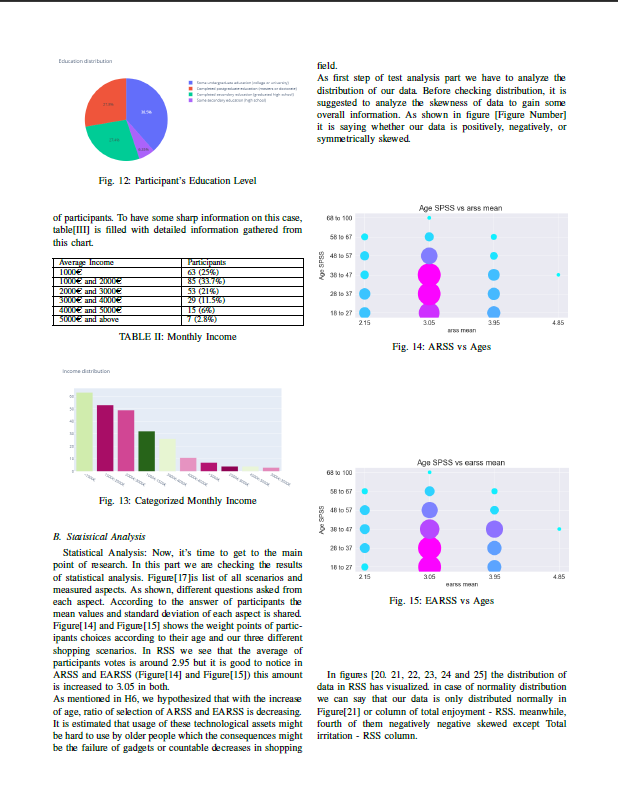 Education distribution
Some undergraduate education (college or university)
Completed postgraduate education (masters or doctorate)
Completed secondary education (graduated high school)
Some secondary education (high school)
Fig. 12: Participant's Education Level
of participants. To have some sharp information on this case,
table[III] is filled with detailed information gathered from
this chart.
Average Income Participants
1000€ 63 (25%)
1000€ and 2000€ 85 (33.7%)
2000€ and 3000€ 53 (21%)
3000€ and 4000€ 29 (11.5%)
4000€ and 5000€ 15 (6%)
5000€ and above 7 (2.8%)
TABLE II: Monthly Income
Income distribution
Fig. 13: Categorized Monthly Income
B. Statistical Analysis
Statistical Analysis: Now, it's time to get to the main
point of research. In this part we are checking the results
of statistical analysis. Figure[17]is list of all scenarios and
measured aspects. As shown, different questions asked from
each aspect. According to the answer of participants the
mean values and standard deviation of each aspect is shared.
Figure[14] and Figure[15] shows the weight points of partic-
ipants choices according to their age and our three different
shopping scenarios. In RSS we see that the average of
participants votes is around 2.95 but it is good to notice in
ARSS and EARSS (Figure[14] and Figure[15]) this amount
is increased to 3.05 in both.
As mentioned in H6, we hypothesized that with the increase
of age, ratio of selection of ARSS and EARSS is decreasing.
It is estimated that usage of these technological assets might
be hard to use by older people which the consequences might
be the failure of gadgets or countable decreases in shopping
field.
As first step of test analysis part we have to analyze the
distribution of our data. Before checking distribution, it is
suggested to analyze the skewness of data to gain some
overall information. As shown in figure [Figure Number]
it is saying whether our data is positively, negatively, or
symmetrically skewed.
Age SPSS vs arss mean
Age SPSS
68 to 100
58 to 67
48 to 57
38 to 47
28 to 37
18 to 27
2.15 3.05 3.95 4.85
arss mean
Fig. 14: ARSS vs Ages
Age SPSS vs earss mean
Age SPSS
68 to 100
58 to 67
48 to 57
38 to 47
28 to 37
18 to 27
2.15 3.05 3.95 4.85
earss mean
Fig. 15: EARSS vs Ages
In figures [20. 21, 22, 23, 24 and 25] the distribution of
data in RSS has visualized. in case of normality distribution
we can say that our data is only distributed normally in
Figure[21] or column of total enjoyment - RSS. meanwhile,
fourth of them negatively negative skewed except Total
irritation - RSS column.